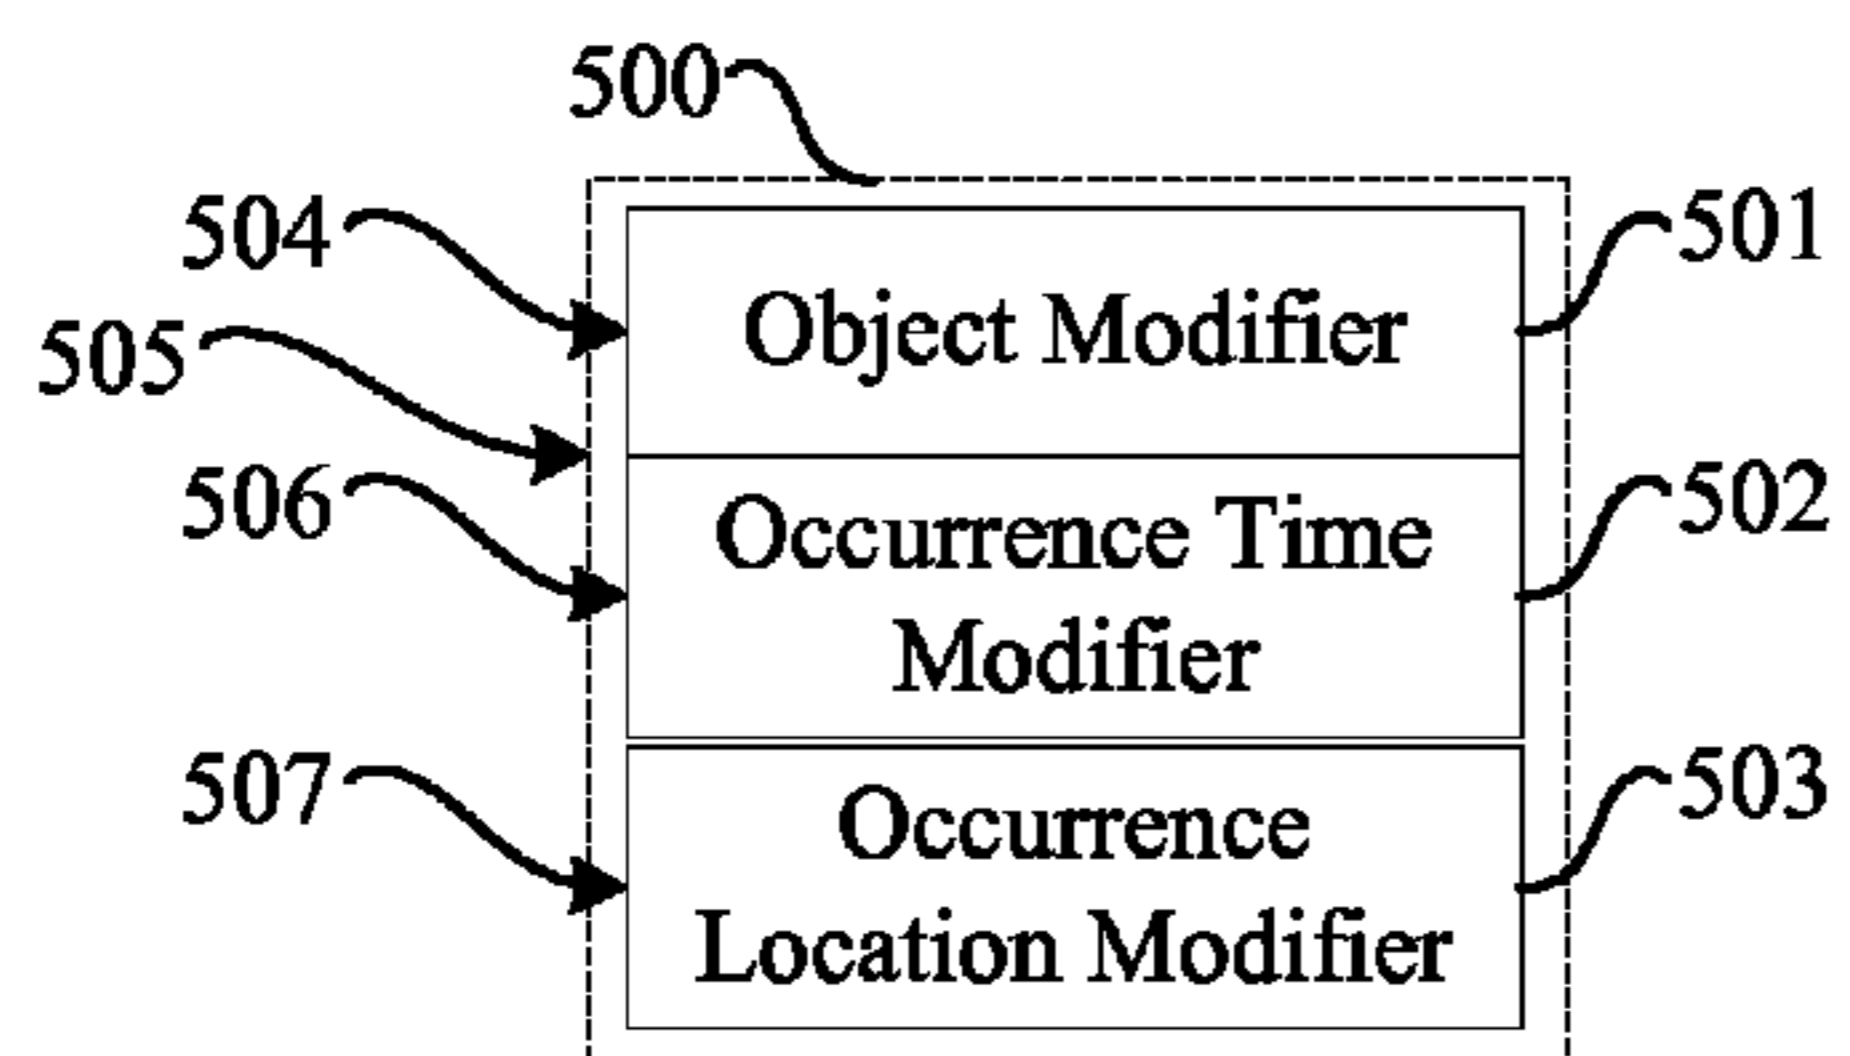 500
504
501
Object Modifier
505
506
502
Occurrence Time
Modifier
507
503
Occurrence
Location Modifier